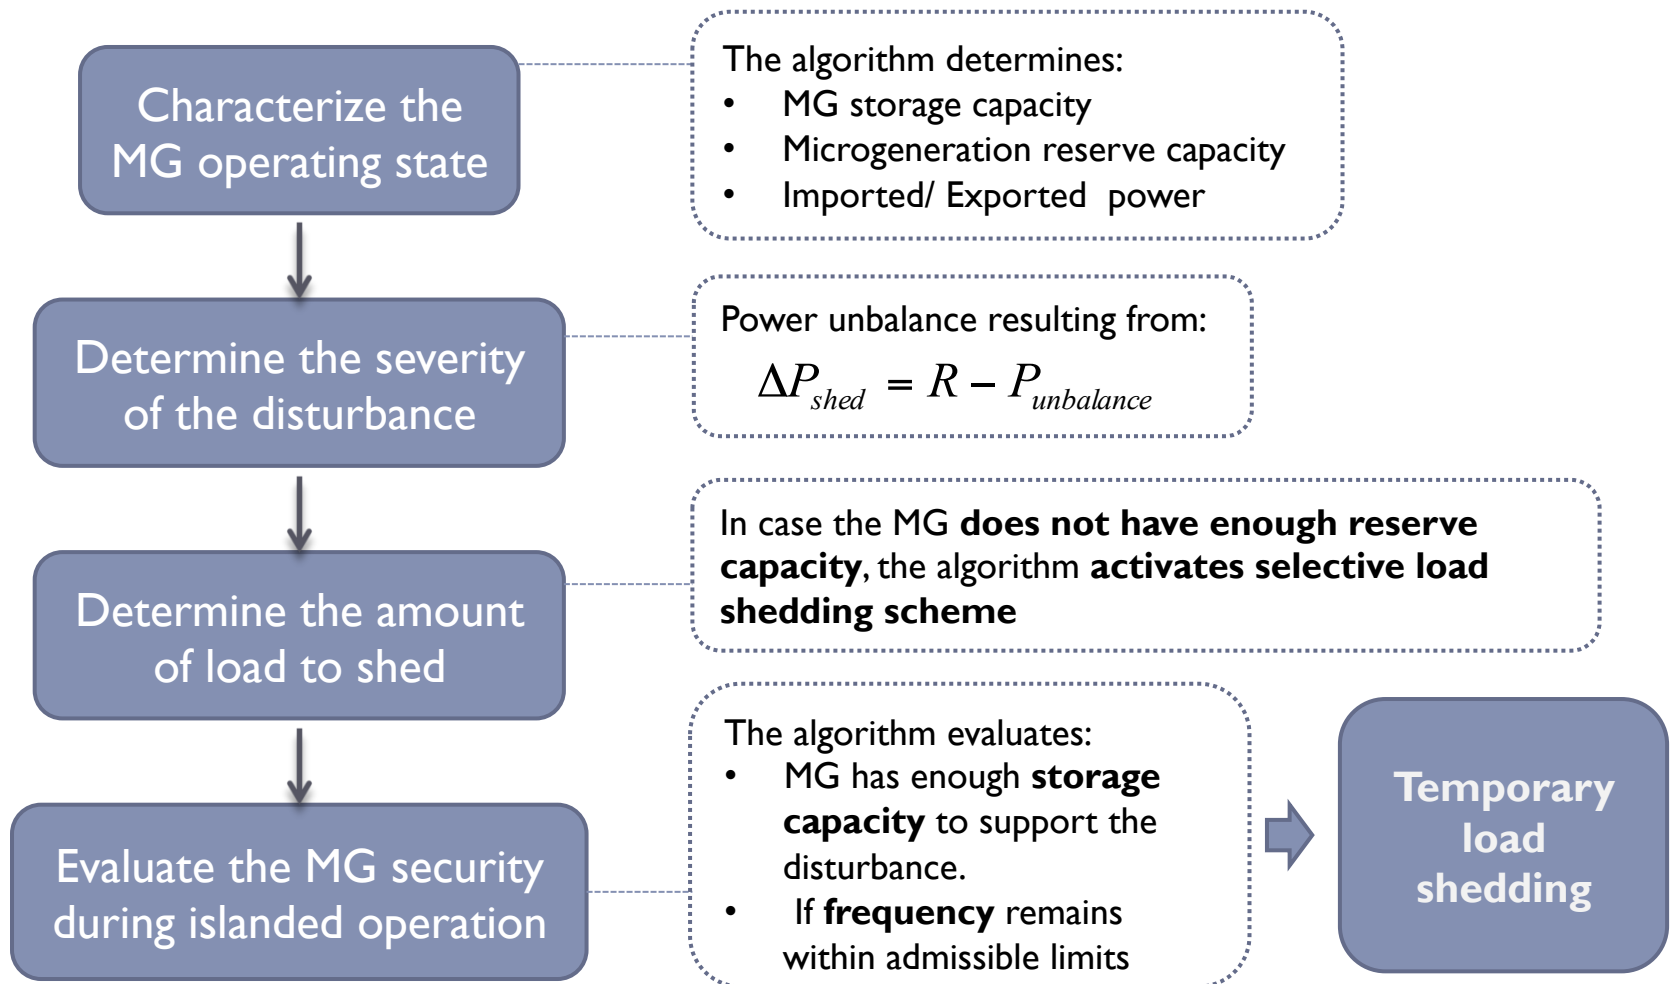 Characterize the
MG operating state
The algorithm determines:
• MG storage capacity
• Microgeneration reserve capacity
• Imported/ Exported power
Determine the severity
of the disturbance
Power unbalance resulting from:
ΔP_shed = R − P_unbalance
Determine the amount
of load to shed
In case the MG does not have enough reserve
capacity, the algorithm activates selective load
shedding scheme
Evaluate the MG security
during islanded operation
The algorithm evaluates:
• MG has enough storage
capacity to support the
disturbance.
• If frequency remains
within admissible limits
Temporary
load
shedding